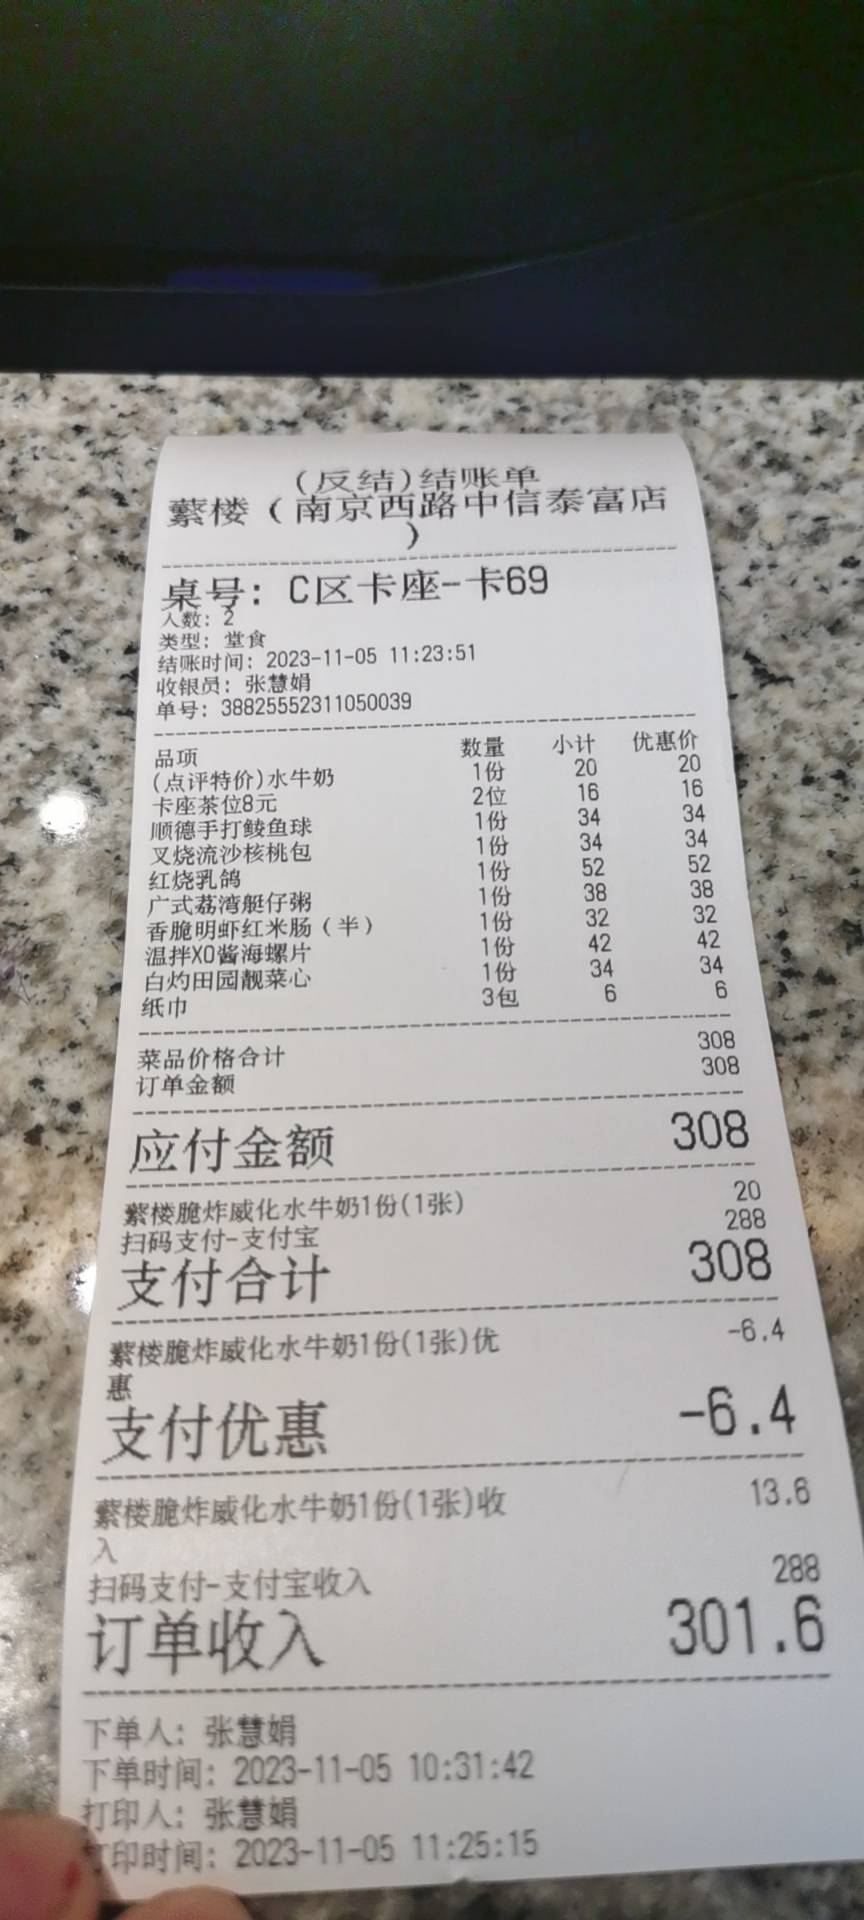 (反结)结账单
蘩楼（南京西路中信泰富店
）
桌号: C区卡座-卡69
人数: 2
类型: 堂食
结账时间: 2023-11-05 11:23:51
收银员: 张慧娟
单号: 38825552311050039
品项 数量 小计 优惠价
(点评特价)水牛奶 1份 20 20
卡座茶位8元 2位 16 16
顺德手打鲮鱼球 1份 34 34
叉烧流沙核桃包 1份 34 34
红烧乳鸽 1份 52 52
广式荔湾艇仔粥 1份 38 38
香脆明虾红米肠（半） 1份 32 32
温拌XO酱海螺片 1份 42 42
白灼田园靓菜心 1份 34 34
纸巾 3包 6 6
菜品价格合计 308
订单金额 308
应付金额 308
蘩楼脆炸威化水牛奶1份(1张) 20
扫码支付-支付宝 288
支付合计 308
蘩楼脆炸威化水牛奶1份(1张)优 -6.4
惠
支付优惠 -6.4
蘩楼脆炸威化水牛奶1份(1张)收 13.6
入
扫码支付-支付宝收入 288
订单收入 301.6
下单人: 张慧娟
下单时间: 2023-11-05 10:31:42
打印人: 张慧娟
打印时间: 2023-11-05 11:25:15